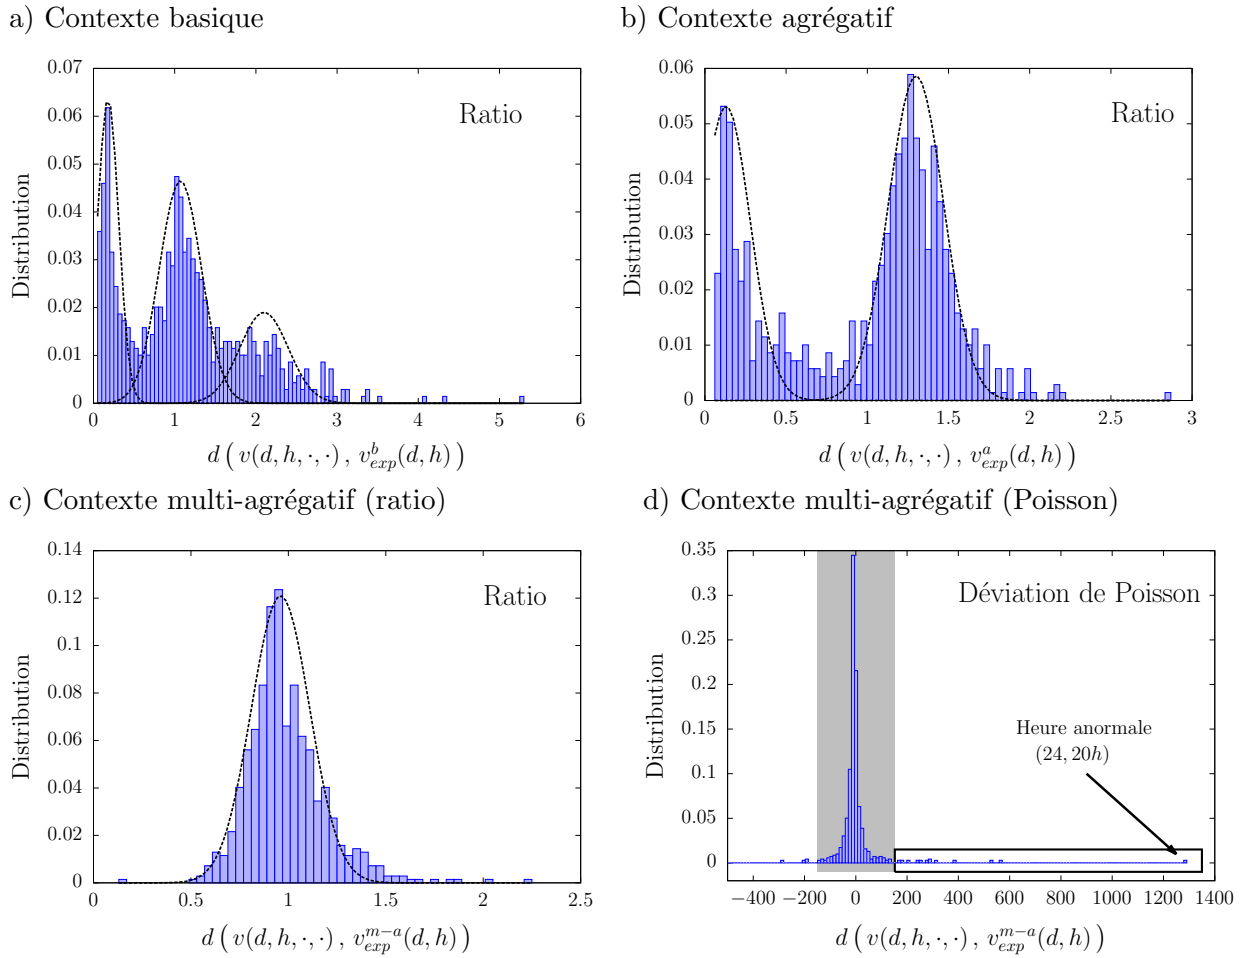 a) Contexte basique
0.07
0.06
0.05
0.04
0.03
0.02
0.01
0
Distribution
Ratio
0 1 2 3 4 5 6
d ( v(d, h, ·, ·) , v^b_{exp}(d, h) )
b) Contexte agrégatif
0.06
0.05
0.04
0.03
0.02
0.01
0
Distribution
Ratio
0 0.5 1 1.5 2 2.5 3
d ( v(d, h, ·, ·) , v^a_{exp}(d, h) )
c) Contexte multi-agrégatif (ratio)
0.14
0.12
0.1
0.08
0.06
0.04
0.02
0
Distribution
Ratio
0 0.5 1 1.5 2 2.5
d ( v(d, h, ·, ·) , v^{m−a}_{exp}(d, h) )
d) Contexte multi-agrégatif (Poisson)
0.35
0.3
0.25
0.2
0.15
0.1
0.05
0
Distribution
Déviation de Poisson
Heure anormale
(24, 20h)
−400 −200 0 200 400 600 800 1000 1200 1400
d ( v(d, h, ·, ·) , v^{m−a}_{exp}(d, h) )